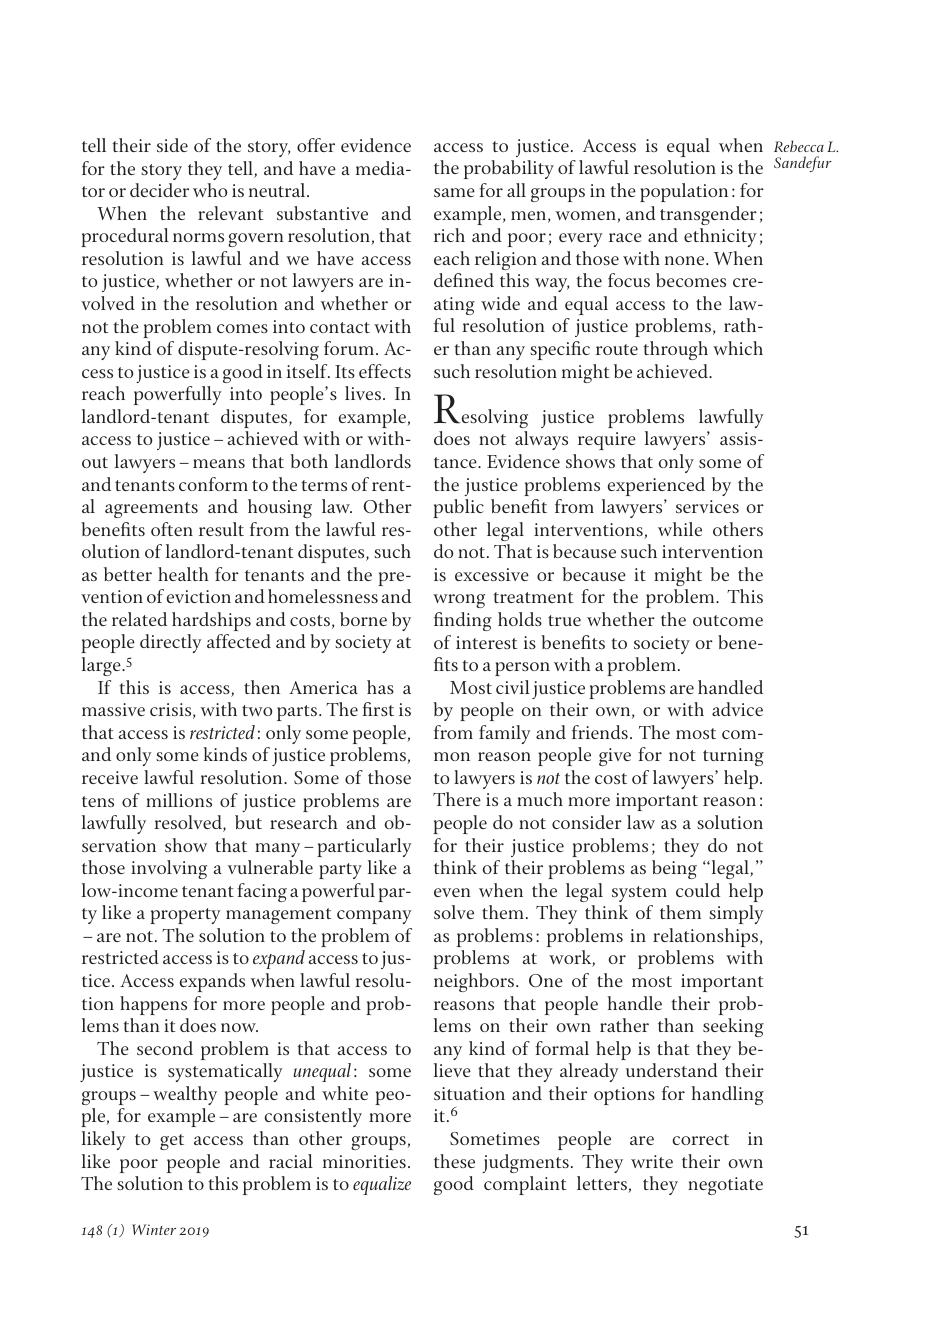 tell their side of the story, offer evidence
for the story they tell, and have a media-
tor or decider who is neutral.
When the relevant substantive and
procedural norms govern resolution, that
resolution is lawful and we have access
to justice, whether or not lawyers are in-
volved in the resolution and whether or
not the problem comes into contact with
any kind of dispute-resolving forum. Ac-
cess to justice is a good in itself. Its effects
reach powerfully into people’s lives. In
landlord-tenant disputes, for example,
access to justice – achieved with or with-
out lawyers – means that both landlords
and tenants conform to the terms of rent-
al agreements and housing law. Other
benefits often result from the lawful res-
olution of landlord-tenant disputes, such
as better health for tenants and the pre-
vention of eviction and homelessness and
the related hardships and costs, borne by
people directly affected and by society at
large.5
If this is access, then America has a
massive crisis, with two parts. The first is
that access is restricted: only some people,
and only some kinds of justice problems,
receive lawful resolution. Some of those
tens of millions of justice problems are
lawfully resolved, but research and ob-
servation show that many – particularly
those involving a vulnerable party like a
low-income tenant facing a powerful par-
ty like a property management company
– are not. The solution to the problem of
restricted access is to expand access to jus-
tice. Access expands when lawful resolu-
tion happens for more people and prob-
lems than it does now.
The second problem is that access to
justice is systematically unequal: some
groups – wealthy people and white peo-
ple, for example – are consistently more
likely to get access than other groups,
like poor people and racial minorities.
The solution to this problem is to equalize
access to justice. Access is equal when
the probability of lawful resolution is the
same for all groups in the population: for
example, men, women, and transgender;
rich and poor; every race and ethnicity;
each religion and those with none. When
defined this way, the focus becomes cre-
ating wide and equal access to the law-
ful resolution of justice problems, rath-
er than any specific route through which
such resolution might be achieved.
Resolving justice problems lawfully
does not always require lawyers’ assis-
tance. Evidence shows that only some of
the justice problems experienced by the
public benefit from lawyers’ services or
other legal interventions, while others
do not. That is because such intervention
is excessive or because it might be the
wrong treatment for the problem. This
finding holds true whether the outcome
of interest is benefits to society or bene-
fits to a person with a problem.
Most civil justice problems are handled
by people on their own, or with advice
from family and friends. The most com-
mon reason people give for not turning
to lawyers is not the cost of lawyers’ help.
There is a much more important reason:
people do not consider law as a solution
for their justice problems; they do not
think of their problems as being “legal,”
even when the legal system could help
solve them. They think of them simply
as problems: problems in relationships,
problems at work, or problems with
neighbors. One of the most important
reasons that people handle their prob-
lems on their own rather than seeking
any kind of formal help is that they be-
lieve that they already understand their
situation and their options for handling
it.6
Sometimes people are correct in
these judgments. They write their own
good complaint letters, they negotiate
Rebecca L.
Sandefur
148 (1) Winter 2019
51